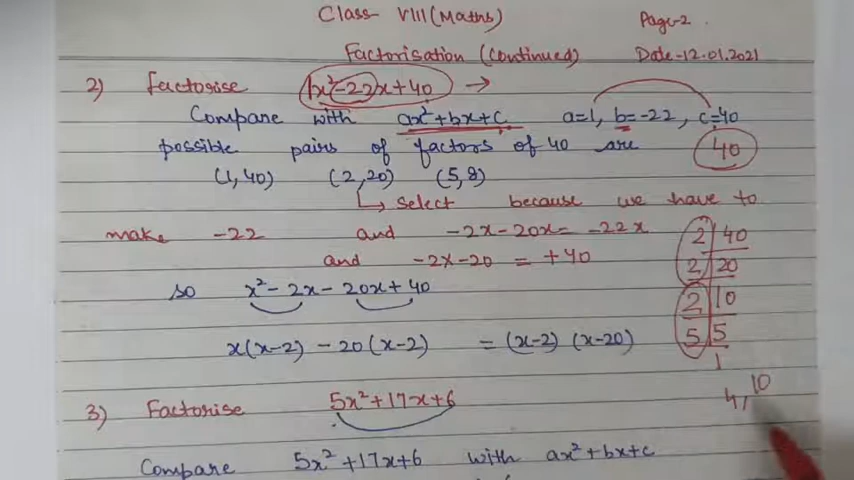 Class- VIII (Maths) Page-2.
Factorisation (Continued) Date-12.01.2021
2) Factorise x²-22x+40 →
Compare with ax²+bx+c a=1, b=-22, c=40
possible pairs of factors of 40 are 40
(1,40) (2,20) (5,8)
↳ Select because we have to
make -22 and -2x-20x= -22x
and -2x-20 = +40
2|40
2|20
2|10
5|5
1
so x²-2x-20x+40
x(x-2) -20(x-2) = (x-2) (x-20)
4,10
3) Factorise 5x²+17x+6
Compare 5x²+17x+6 with ax²+bx+c